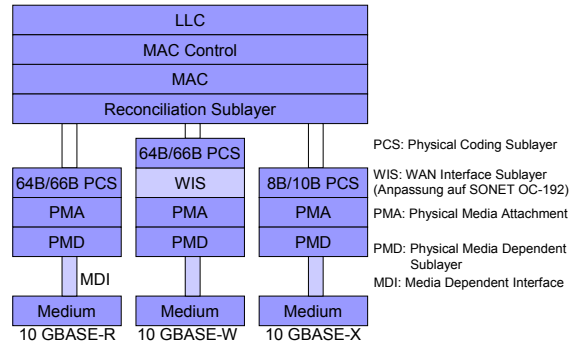 LLC
MAC Control
MAC
Reconciliation Sublayer
64B/66B PCS
64B/66B PCS
WIS
8B/10B PCS
PMA
PMA
PMA
PMD
PMD
PMD
MDI
Medium
Medium
Medium
10 GBASE-R
10 GBASE-W
10 GBASE-X
PCS: Physical Coding Sublayer
WIS: WAN Interface Sublayer
(Anpassung auf SONET OC-192)
PMA: Physical Media Attachment
PMD: Physical Media Dependent
Sublayer
MDI: Media Dependent Interface